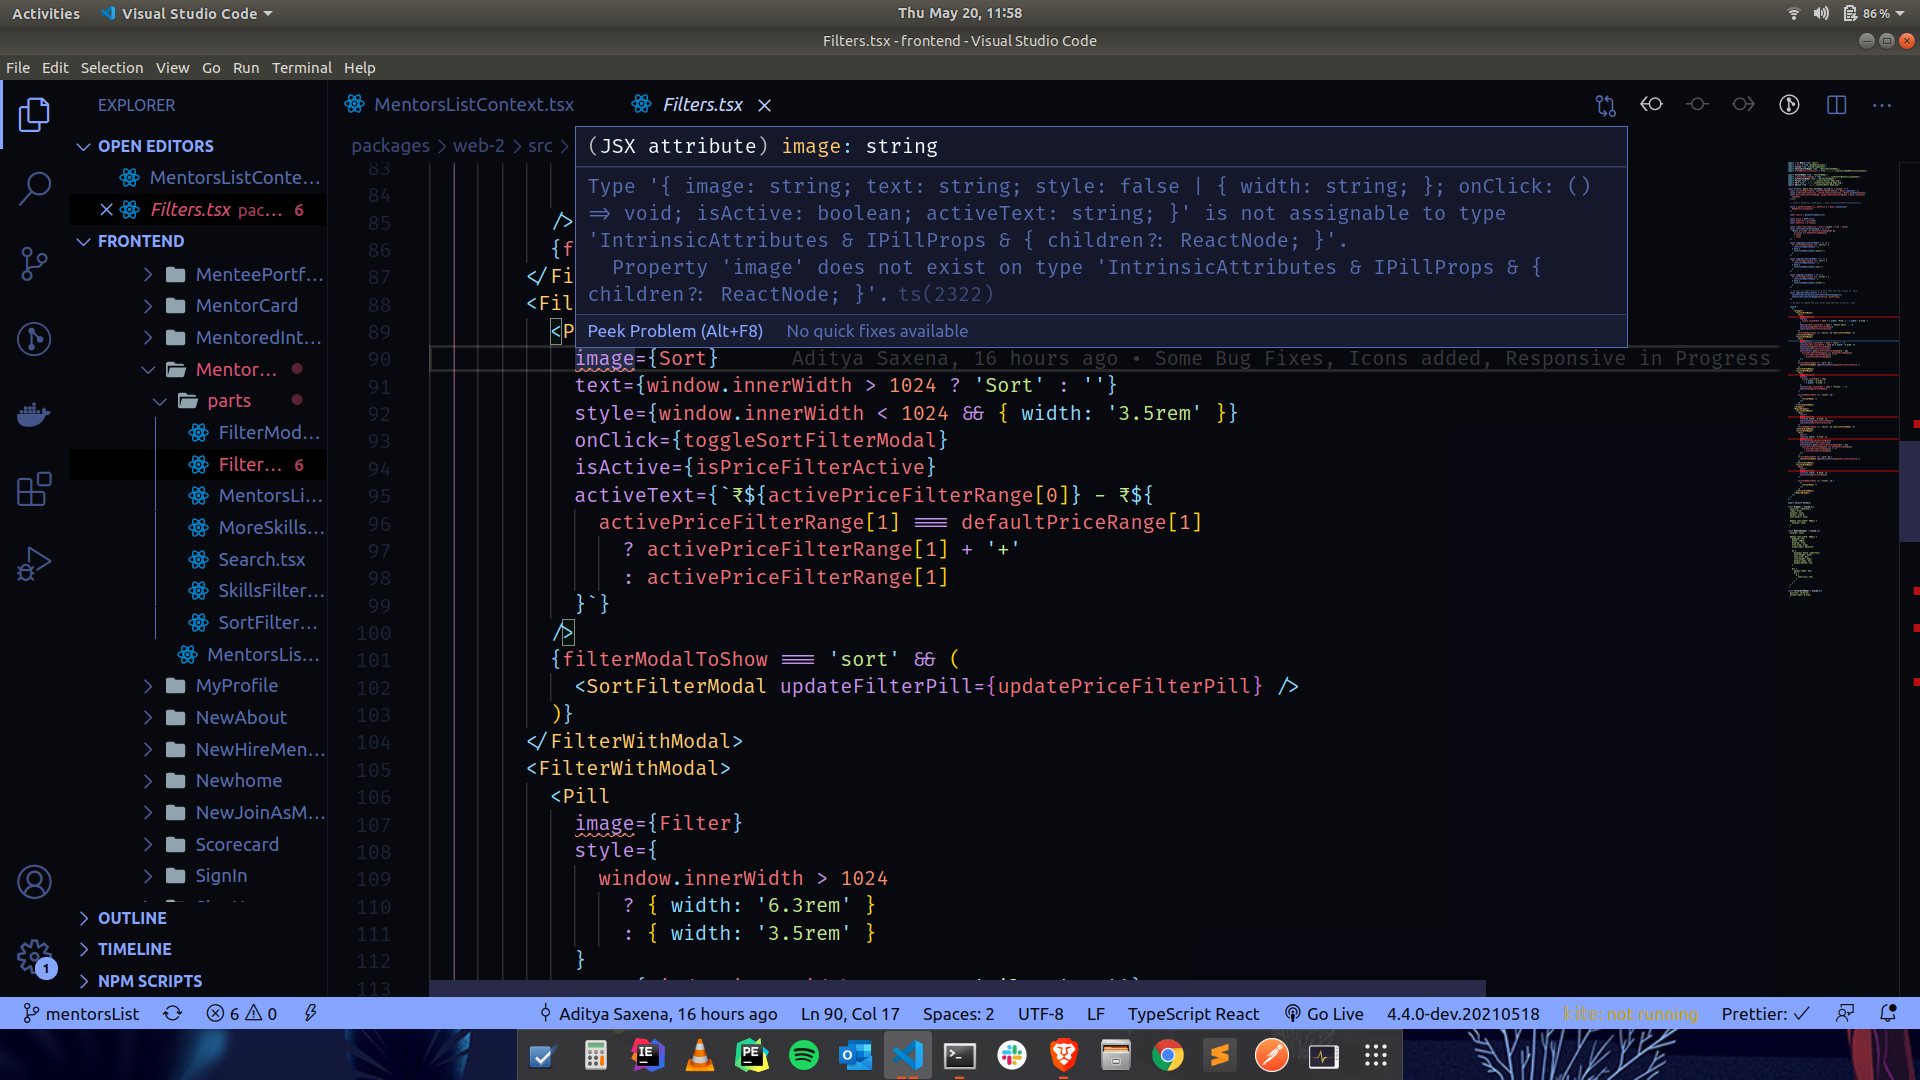 Activities
Visual Studio Code
Thu May 20, 11:58
86 %
Filters.tsx - frontend - Visual Studio Code
File Edit Selection View Go Run Terminal Help
EXPLORER
OPEN EDITORS
MentorsListConte...
Filters.tsx pac... 6
FRONTEND
MenteePortf...
MentorCard
MentoredInt...
Mentor...
parts
FilterMod...
Filter... 6
MentorsLi...
MoreSkills...
Search.tsx
SkillsFilter...
SortFilter...
MentorsLis...
MyProfile
NewAbout
NewHireMen...
Newhome
NewJoinAsM...
Scorecard
SignIn
OUTLINE
TIMELINE
NPM SCRIPTS
1
MentorsListContext.tsx
Filters.tsx
packages > web-2 > src >
(JSX attribute) image: string
Type '{ image: string; text: string; style: false | { width: string; }; onClick: ()
=> void; isActive: boolean; activeText: string; }' is not assignable to type
'IntrinsicAttributes & IPillProps & { children?: ReactNode; }'.
Property 'image' does not exist on type 'IntrinsicAttributes & IPillProps & {
children?: ReactNode; }'. ts(2322)
Peek Problem (Alt+F8) No quick fixes available
83
84
85 />
86 {f
87 </Fi
88 <Fil
89 <P
90 image={Sort} Aditya Saxena, 16 hours ago • Some Bug Fixes, Icons added, Responsive in Progress
91 text={window.innerWidth > 1024 ? 'Sort' : ''}
92 style={window.innerWidth < 1024 && { width: '3.5rem' }}
93 onClick={toggleSortFilterModal}
94 isActive={isPriceFilterActive}
95 activeText={`₹${activePriceFilterRange[0]} - ₹${
96 activePriceFilterRange[1] === defaultPriceRange[1]
97 ? activePriceFilterRange[1] + '+'
98 : activePriceFilterRange[1]
99 }`}
100 />
101 {filterModalToShow === 'sort' && (
102 <SortFilterModal updateFilterPill={updatePriceFilterPill} />
103 )}
104 </FilterWithModal>
105 <FilterWithModal>
106 <Pill
107 image={Filter}
108 style={
109 window.innerWidth > 1024
110 ? { width: '6.3rem' }
111 : { width: '3.5rem' }
112 }
113
mentorsList
6 0
Aditya Saxena, 16 hours ago
Ln 90, Col 17
Spaces: 2
UTF-8
LF
TypeScript React
Go Live
4.4.0-dev.20210518
kite: not running
Prettier: ✓